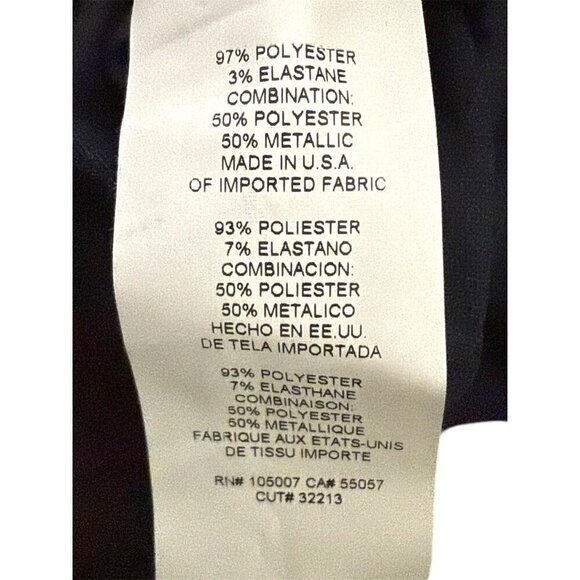 97% POLYESTER
3% ELASTANE
COMBINATION:
50% POLYESTER
50% METALLIC
MADE IN U.S.A.
OF IMPORTED FABRIC
93% POLIESTER
7% ELASTANO
COMBINACION:
50% POLIESTER
50% METALICO
HECHO EN EE.UU.
DE TELA IMPORTADA
93% POLYESTER
7% ELASTHANE
COMBINAISON:
50% POLYESTER
50% METALLIQUE
FABRIQUE AUX ETATS-UNIS
DE TISSU IMPORTE
RN# 105007 CA# 55057
CUT# 32213